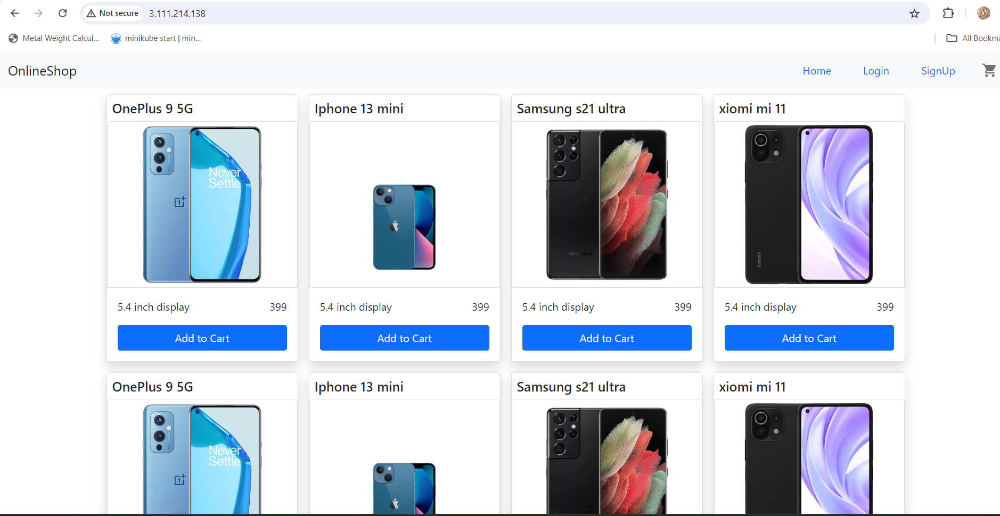 Not secure 3.111.214.138
Metal Weight Calcul... minikube start | min... All Bookma
OnlineShop Home Login SignUp
OnePlus 9 5G Iphone 13 mini Samsung s21 ultra xiomi mi 11
Never
Settle
SAMSUNG
xiaomi
5.4 inch display 399 5.4 inch display 399 5.4 inch display 399 5.4 inch display 399
Add to Cart Add to Cart Add to Cart Add to Cart
OnePlus 9 5G Iphone 13 mini Samsung s21 ultra xiomi mi 11
Never
Settle